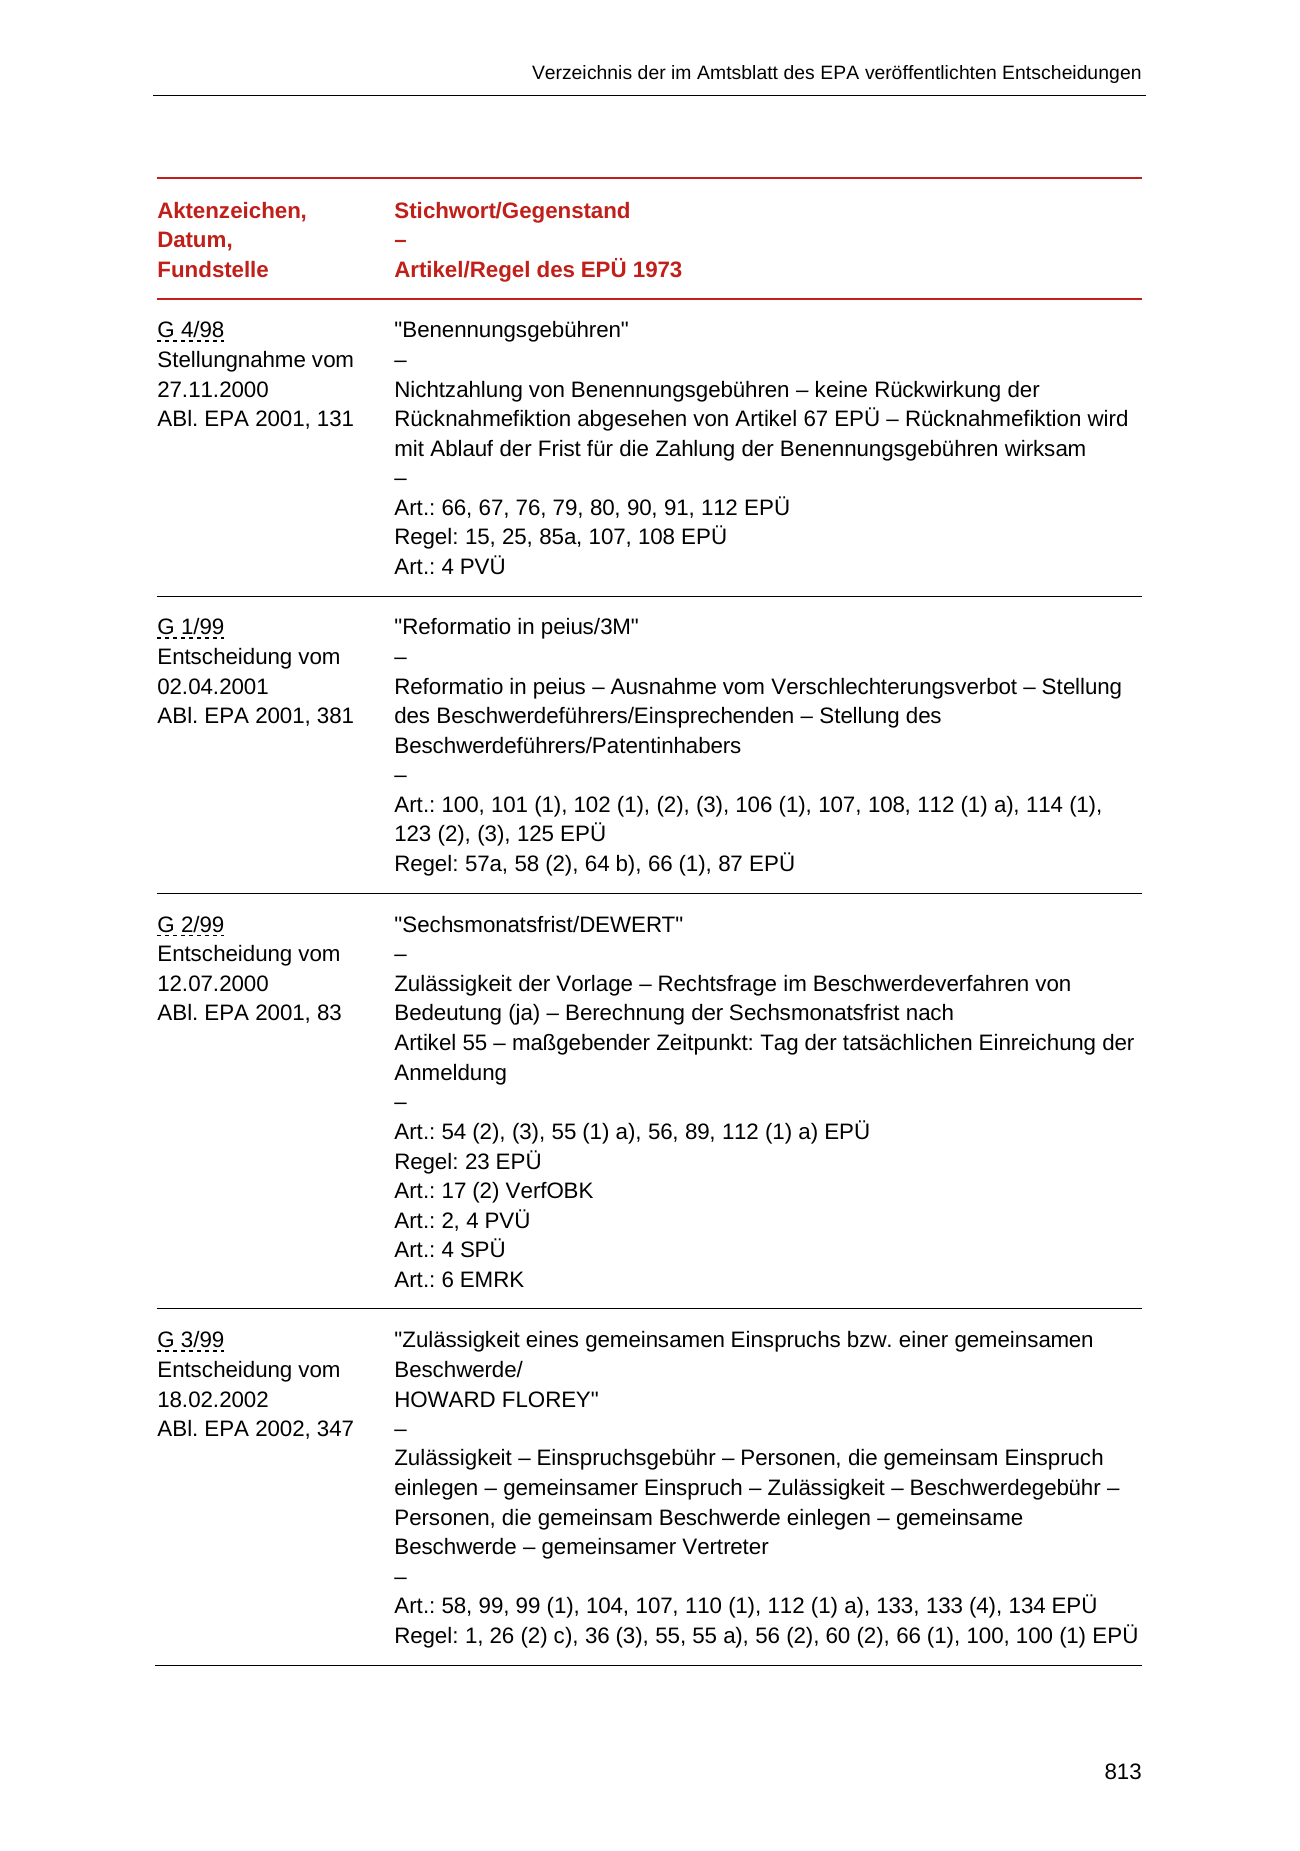 Verzeichnis der im Amtsblatt des EPA veröffentlichten Entscheidungen
Aktenzeichen,
Datum,
Fundstelle
Stichwort/Gegenstand
–
Artikel/Regel des EPÜ 1973
G 4/98
Stellungnahme vom
27.11.2000
ABl. EPA 2001, 131
"Benennungsgebühren"
–
Nichtzahlung von Benennungsgebühren – keine Rückwirkung der
Rücknahmefiktion abgesehen von Artikel 67 EPÜ – Rücknahmefiktion wird
mit Ablauf der Frist für die Zahlung der Benennungsgebühren wirksam
–
Art.: 66, 67, 76, 79, 80, 90, 91, 112 EPÜ
Regel: 15, 25, 85a, 107, 108 EPÜ
Art.: 4 PVÜ
G 1/99
Entscheidung vom
02.04.2001
ABl. EPA 2001, 381
"Reformatio in peius/3M"
–
Reformatio in peius – Ausnahme vom Verschlechterungsverbot – Stellung
des Beschwerdeführers/Einsprechenden – Stellung des
Beschwerdeführers/Patentinhabers
–
Art.: 100, 101 (1), 102 (1), (2), (3), 106 (1), 107, 108, 112 (1) a), 114 (1),
123 (2), (3), 125 EPÜ
Regel: 57a, 58 (2), 64 b), 66 (1), 87 EPÜ
G 2/99
Entscheidung vom
12.07.2000
ABl. EPA 2001, 83
"Sechsmonatsfrist/DEWERT"
–
Zulässigkeit der Vorlage – Rechtsfrage im Beschwerdeverfahren von
Bedeutung (ja) – Berechnung der Sechsmonatsfrist nach
Artikel 55 – maßgebender Zeitpunkt: Tag der tatsächlichen Einreichung der
Anmeldung
–
Art.: 54 (2), (3), 55 (1) a), 56, 89, 112 (1) a) EPÜ
Regel: 23 EPÜ
Art.: 17 (2) VerfOBK
Art.: 2, 4 PVÜ
Art.: 4 SPÜ
Art.: 6 EMRK
G 3/99
Entscheidung vom
18.02.2002
ABl. EPA 2002, 347
"Zulässigkeit eines gemeinsamen Einspruchs bzw. einer gemeinsamen
Beschwerde/
HOWARD FLOREY"
–
Zulässigkeit – Einspruchsgebühr – Personen, die gemeinsam Einspruch
einlegen – gemeinsamer Einspruch – Zulässigkeit – Beschwerdegebühr –
Personen, die gemeinsam Beschwerde einlegen – gemeinsame
Beschwerde – gemeinsamer Vertreter
–
Art.: 58, 99, 99 (1), 104, 107, 110 (1), 112 (1) a), 133, 133 (4), 134 EPÜ
Regel: 1, 26 (2) c), 36 (3), 55, 55 a), 56 (2), 60 (2), 66 (1), 100, 100 (1) EPÜ
813